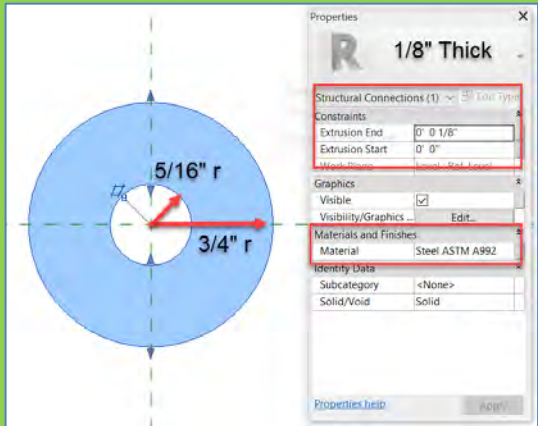 Properties
X
R
1/8" Thick
Structural Connections (1)
Edit Type
Constraints
Extrusion End 0' 0 1/8"
Extrusion Start 0' 0"
Work Plane Level : Ref. Level
Graphics
Visible
Visibility/Graphics ... Edit...
Materials and Finishes
Material Steel ASTM A992
Identity Data
Subcategory <None>
Solid/Void Solid
Properties help
Apply
5/16" r
3/4" r